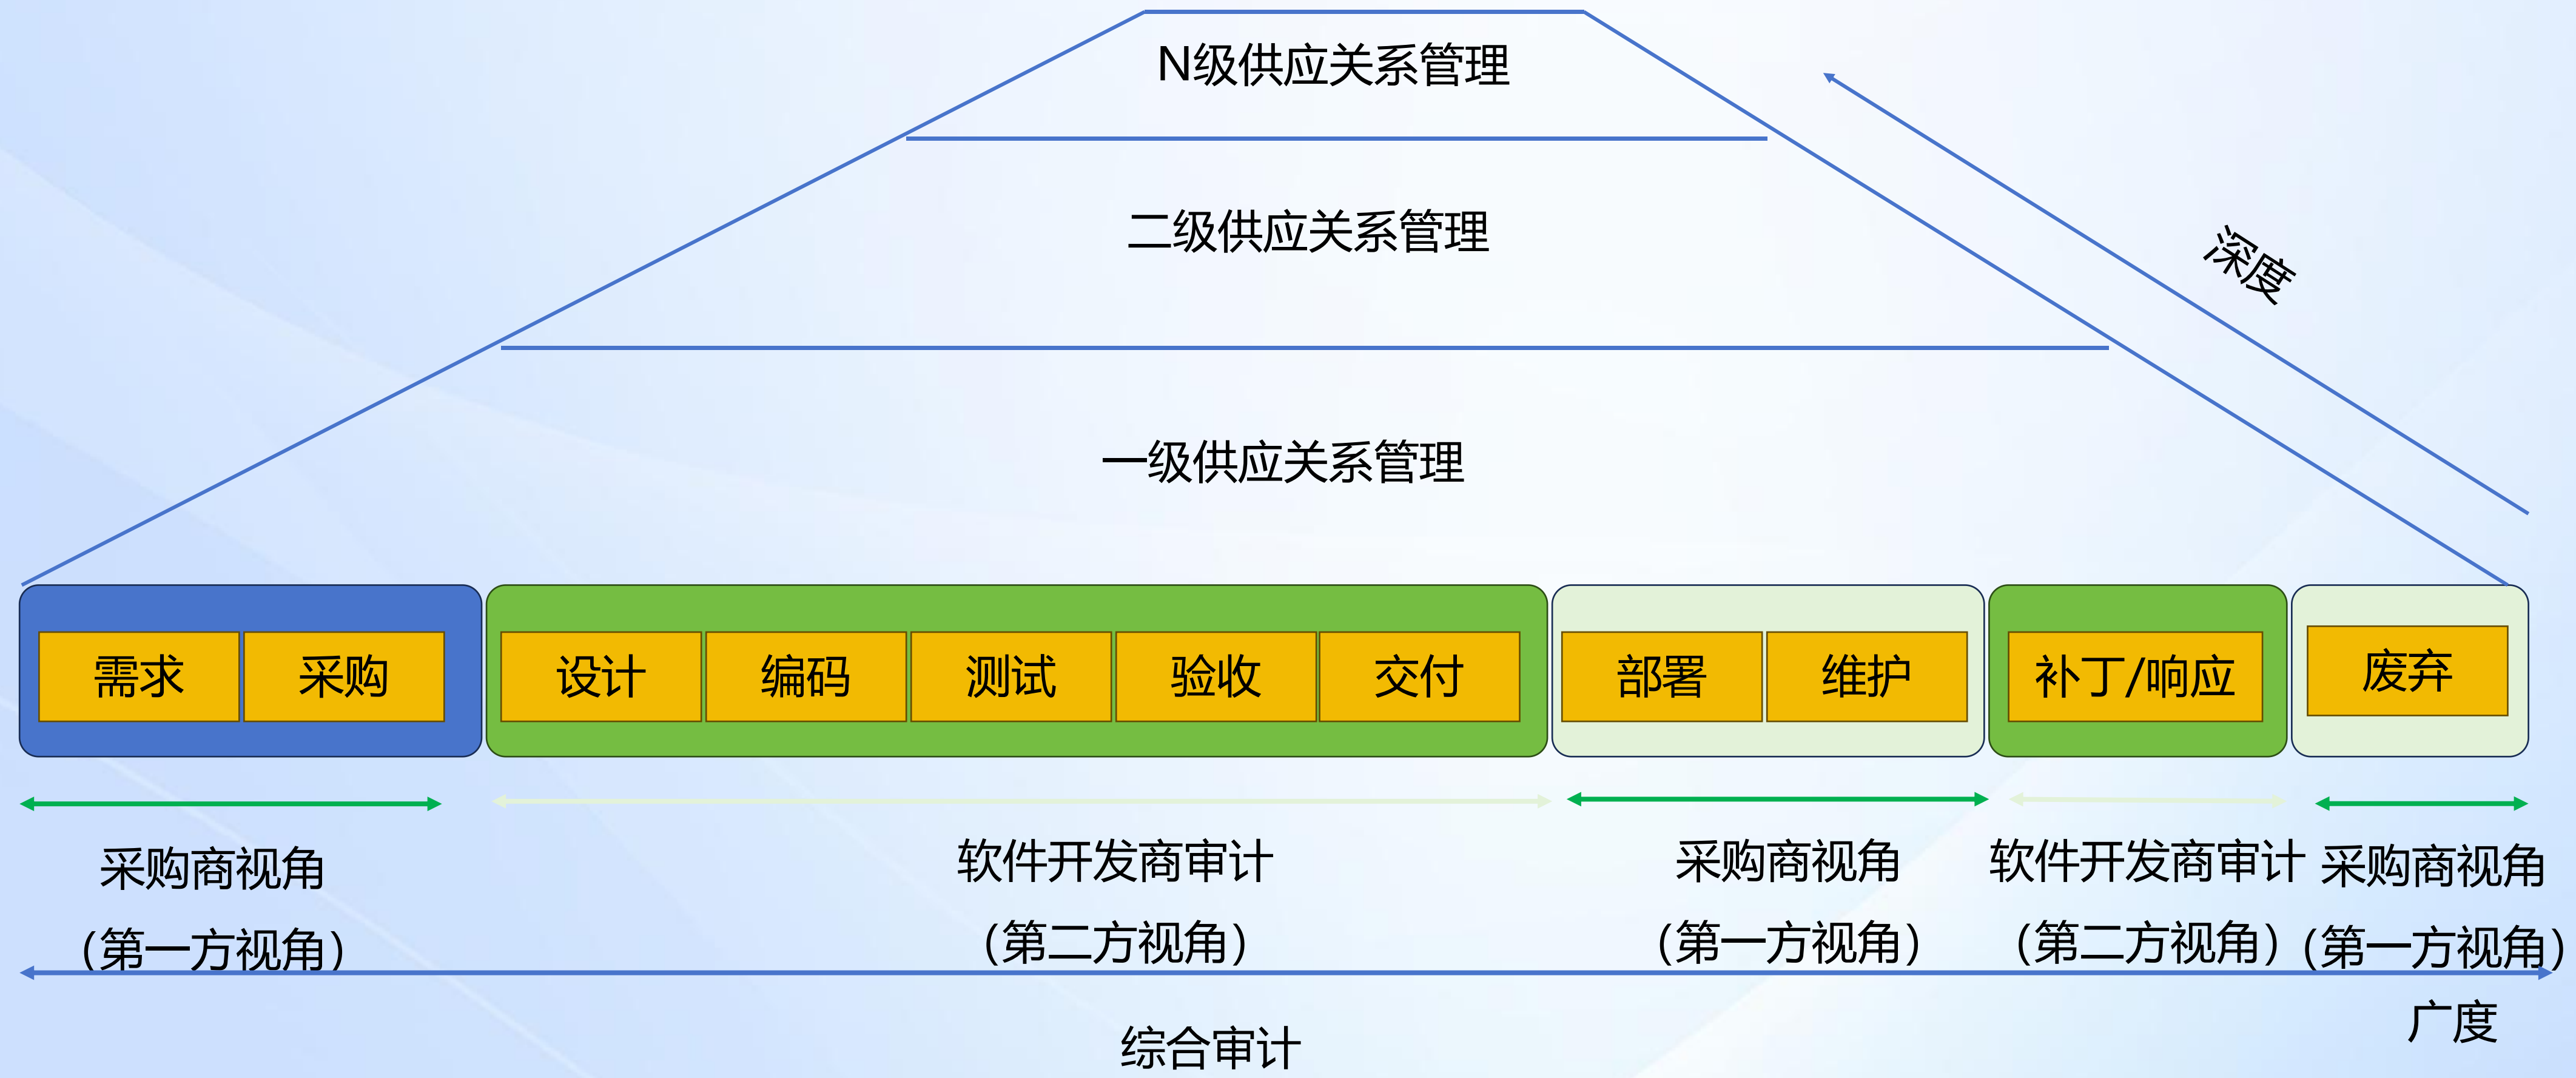 N级供应关系管理
二级供应关系管理
深度
一级供应关系管理
需求
采购
设计
编码
测试
验收
交付
部署
维护
补丁/响应
废弃
采购商视角
（第一方视角）
软件开发商审计
（第二方视角）
采购商视角
（第一方视角）
软件开发商审计
（第二方视角）
采购商视角
（第一方视角）
广度
综合审计